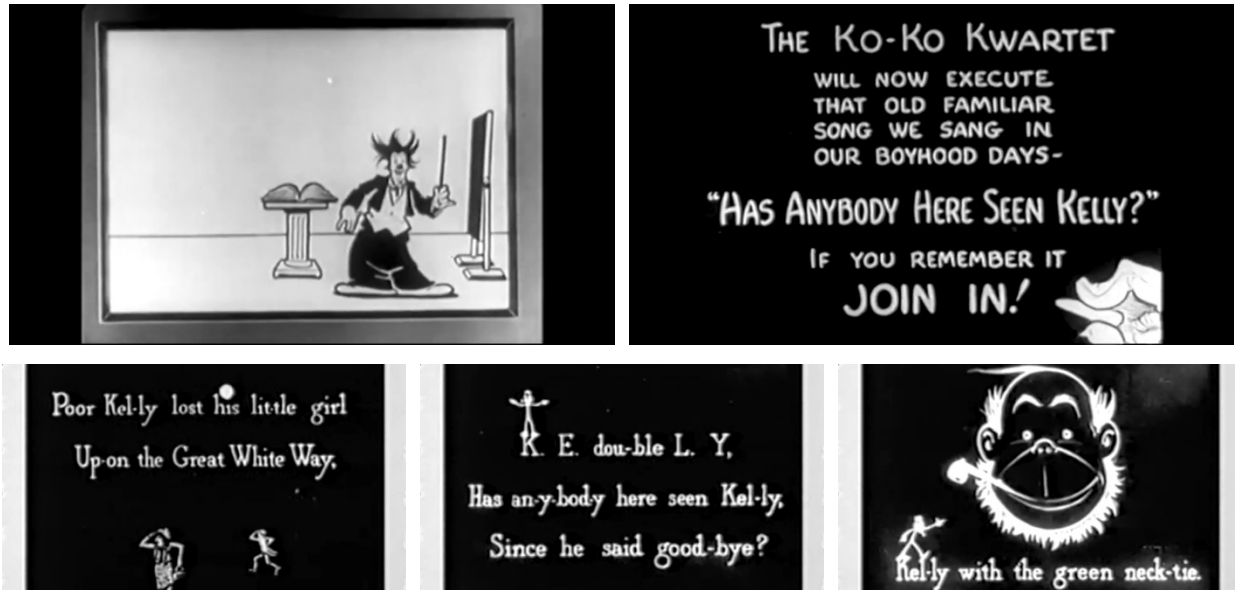 THE KO-KO KWARTET
WILL NOW EXECUTE
THAT OLD FAMILIAR
SONG WE SANG IN
OUR BOYHOOD DAYS-
"HAS ANYBODY HERE SEEN KELLY?"
IF YOU REMEMBER IT
JOIN IN!
Poor Kel-ly lost his lit-tle girl
Up-on the Great White Way,
K. E. dou-ble L. Y,
Has an-y-bod-y here seen Kel-ly,
Since he said good-bye?
Kel-ly with the green neck-tie.